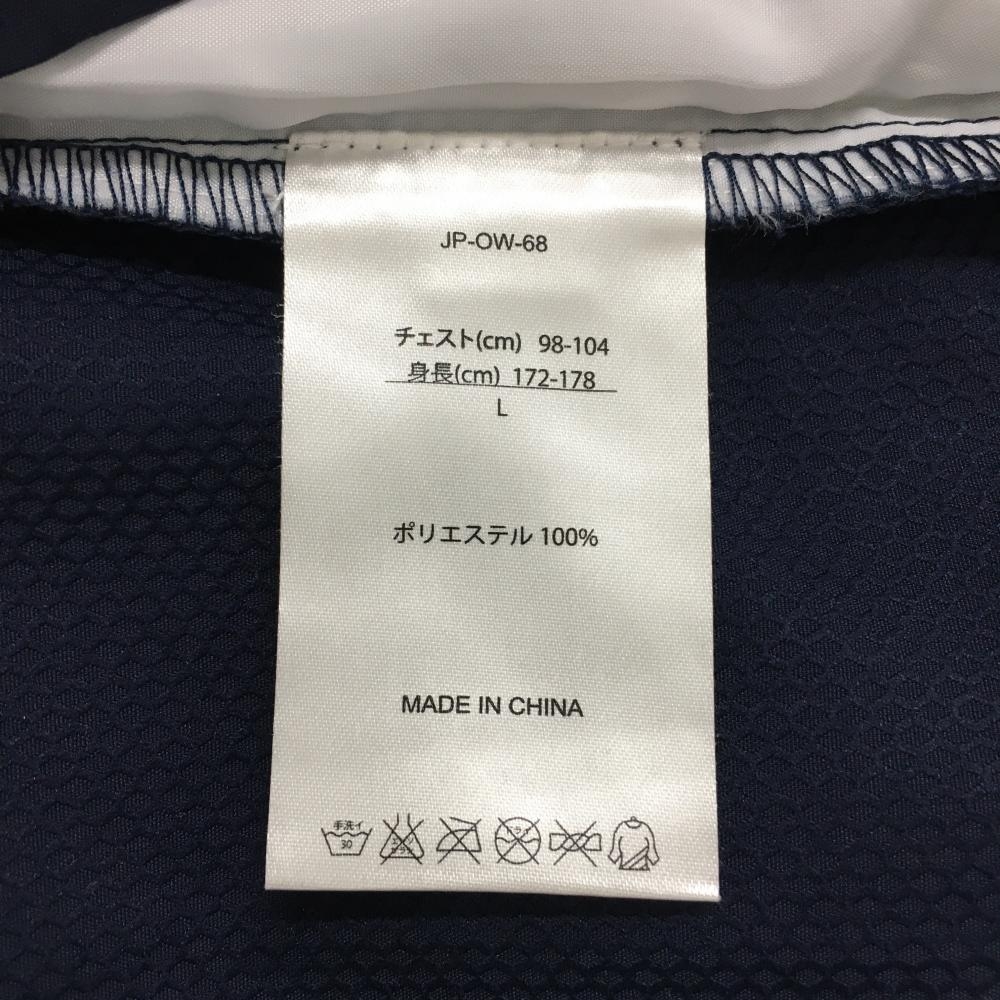 JP-OW-68
チェスト(cm) 98-104
身長(cm) 172-178
L
ポリエステル 100%
MADE IN CHINA
手洗イ
30